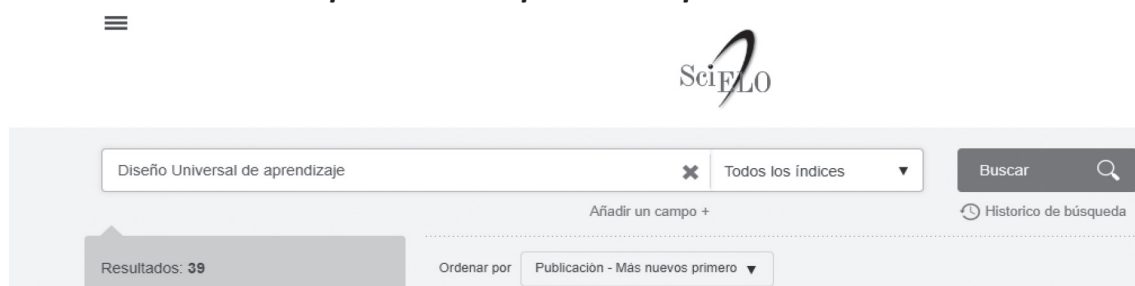 SciELO
Diseño Universal de aprendizaje
Todos los índices
Buscar
Añadir un campo +
Historico de búsqueda
Resultados: 39
Ordenar por
Publicaciòn - Más nuevos primero